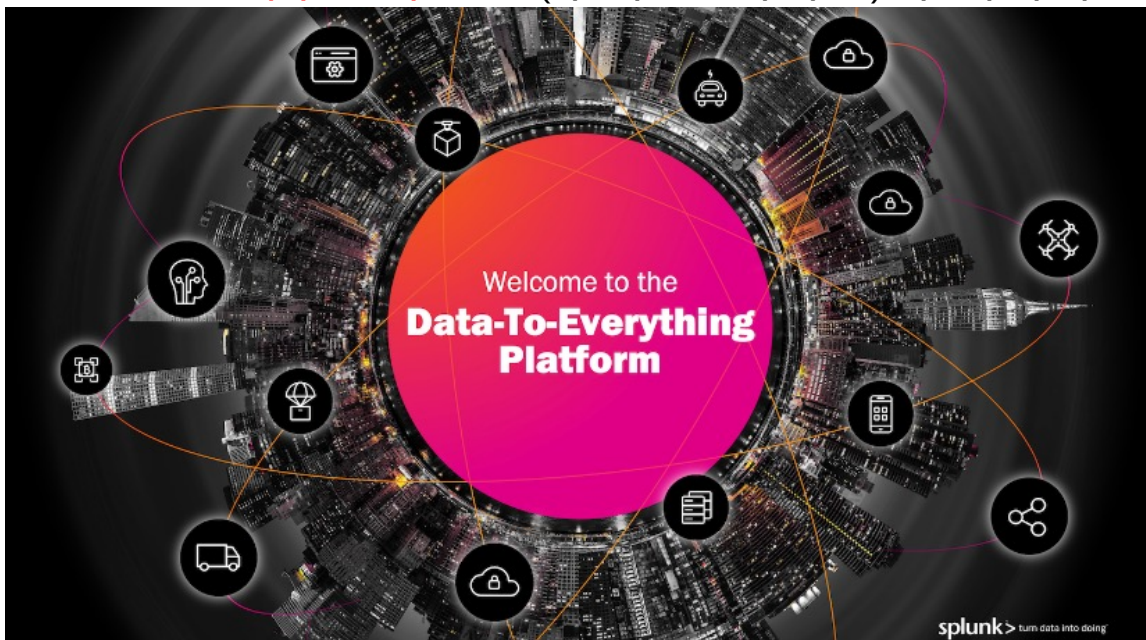 Welcome to the
Data-To-Everything
Platform
splunk> turn data into doing